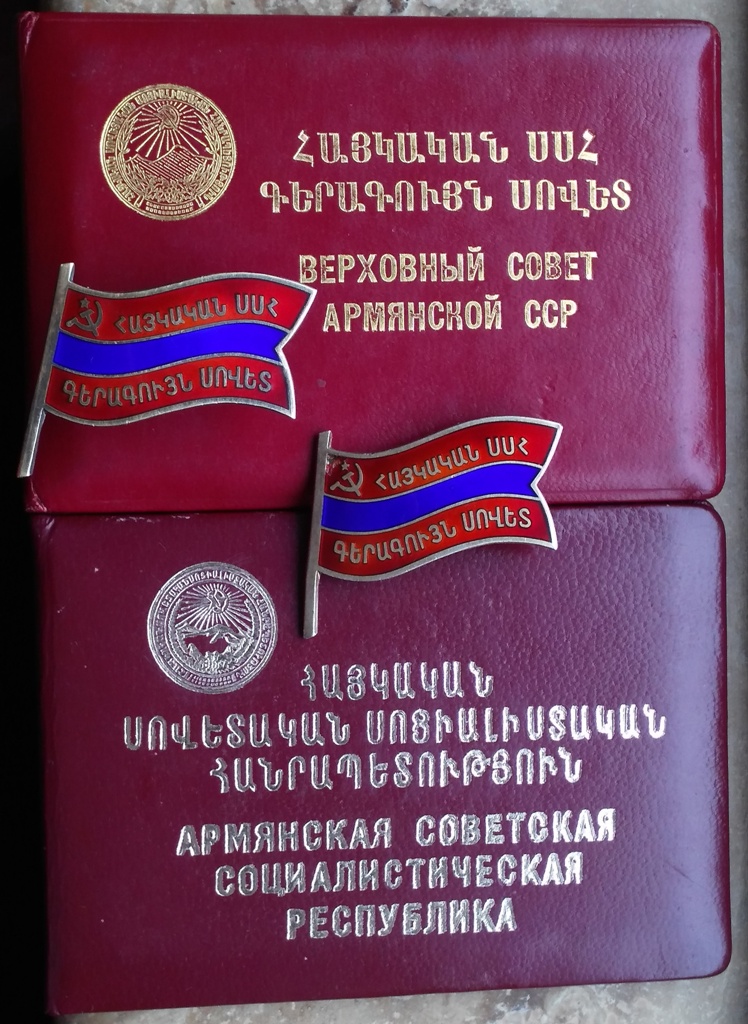 ՀԱՅԿԱԿԱՆ ՍՍՀ
ԳԵՐԱԳՈՒՅՆ ՍՈՎԵՏ
ВЕРХОВНЫЙ СОВЕТ
АРМЯНСКОЙ ССР
ՀԱՅԿԱԿԱՆ ՍՍՀ
ԳԵՐԱԳՈՒՅՆ ՍՈՎԵՏ
ՀԱՅԿԱԿԱՆ ՍՍՀ
ԳԵՐԱԳՈՒՅՆ ՍՈՎԵՏ
ՀԱՅԿԱԿԱՆ
ՍՈՎԵՏԱԿԱՆ ՍՈՑԻԱԼԻՍՏԱԿԱՆ
ՀԱՆՐԱՊԵՏՈՒԹՅՈՒՆ
АРМЯНСКАЯ СОВЕТСКАЯ
СОЦИАЛИСТИЧЕСКАЯ
РЕСПУБЛИКА